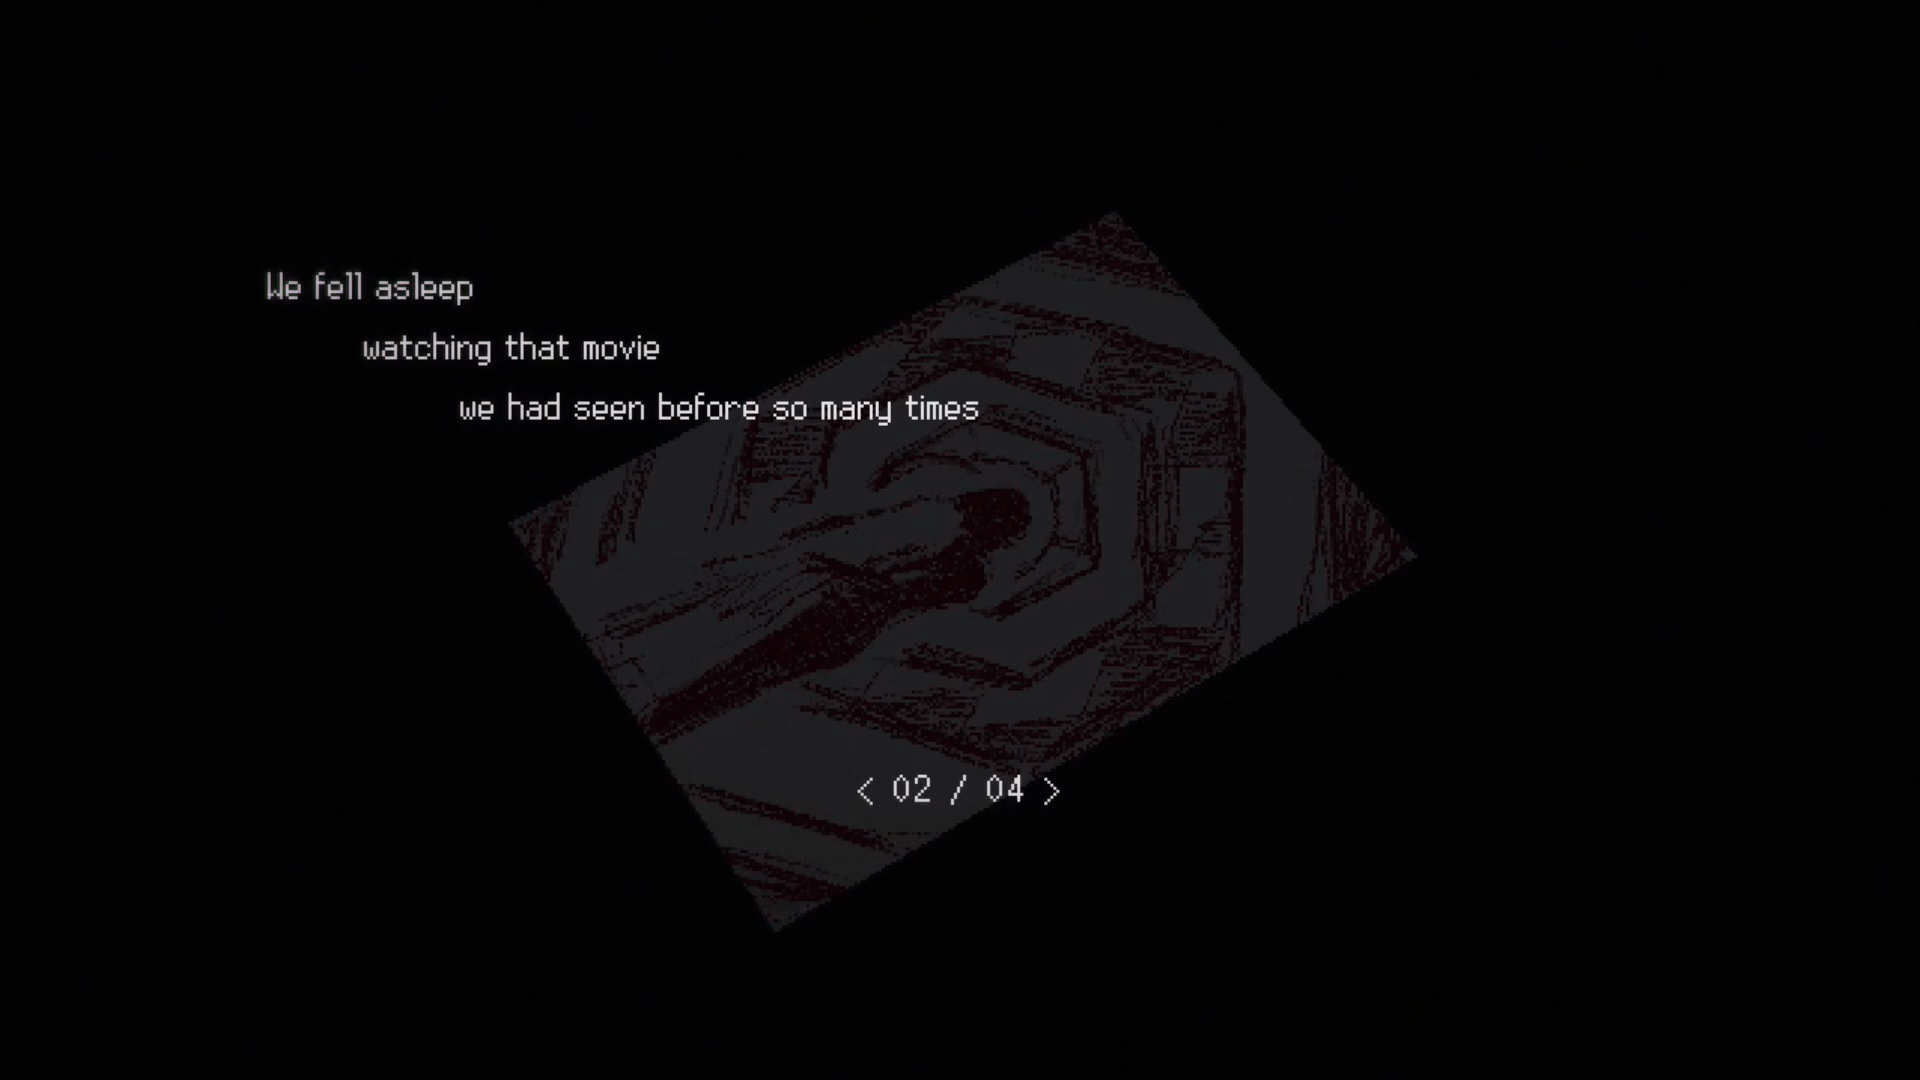 We fell asleep
watching that movie
we had seen before so many times
< 02 / 04 >